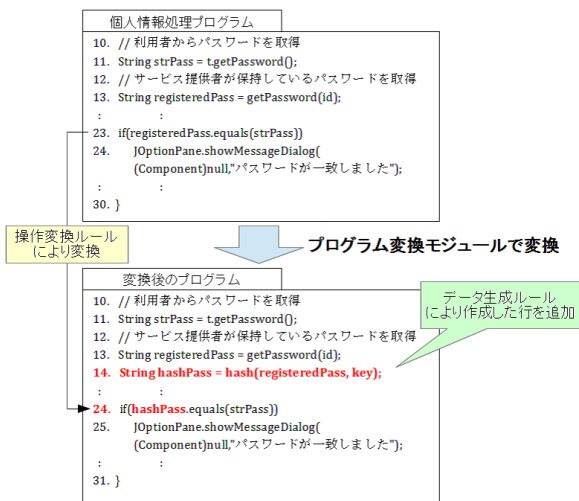 個人情報処理プログラム
10. // 利用者からパスワードを取得
11. String strPass = t.getPassword();
12. // サービス提供者が保持しているパスワードを取得
13. String registeredPass = getPassword(id);
: :
23. if(registeredPass.equals(strPass))
24. JOptionPane.showMessageDialog(
(Component)null,"パスワードが一致しました");
: :
30. }
操作変換ルール
により変換
プログラム変換モジュールで変換
変換後のプログラム
データ生成ルール
により作成した行を追加
10. // 利用者からパスワードを取得
11. String strPass = t.getPassword();
12. // サービス提供者が保持しているパスワードを取得
13. String registeredPass = getPassword(id);
14. String hashPass = hash(registeredPass, key);
: :
24. if(hashPass.equals(strPass))
25. JOptionPane.showMessageDialog(
(Component)null,"パスワードが一致しました");
: :
31. }